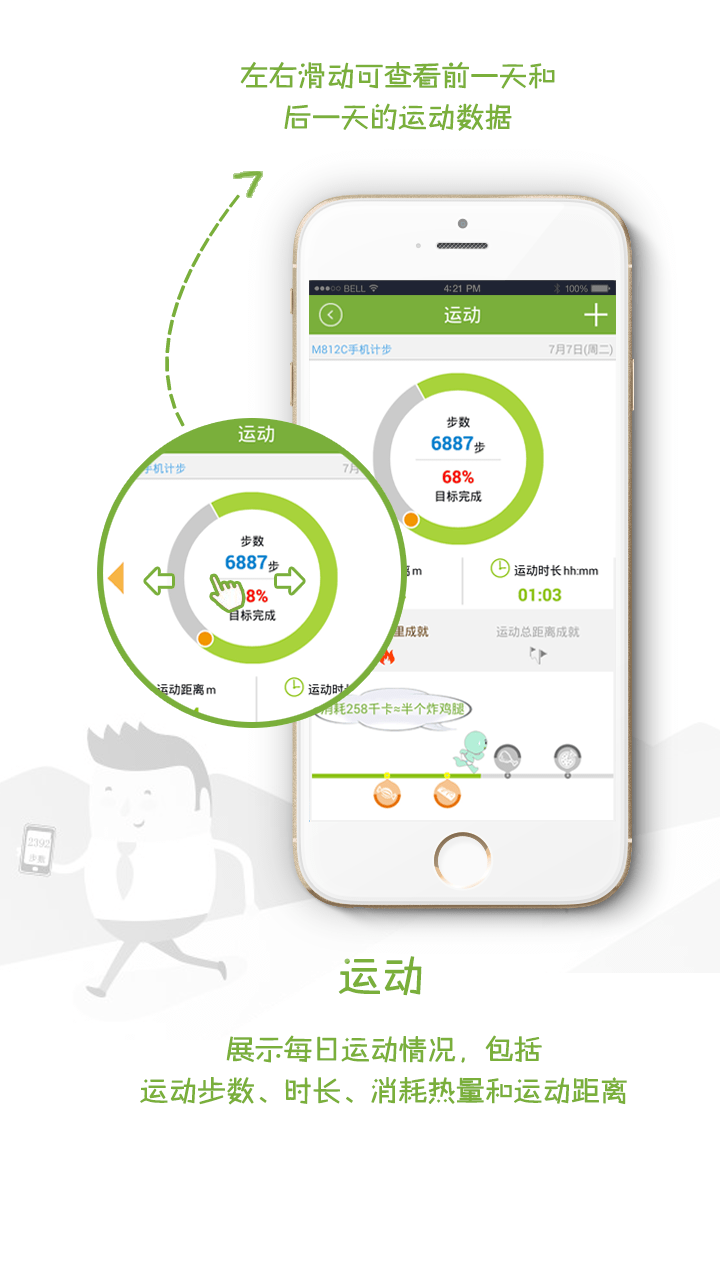 左右滑动可查看前一天和
后一天的运动数据
BELL 4:21 PM 100%
运动
M812C手机计步 7月7日(周二)
步数
6887步
68%
目标完成
m 运动时长 hh:mm
01:03
里成就 运动总距离成就
消耗258千卡≈半个炸鸡腿
运动
手机计步 7月
步数
6887步
8%
目标完成
运动距离m 运动时
2392
步数
运动
展示每日运动情况，包括
运动步数、时长、消耗热量和运动距离